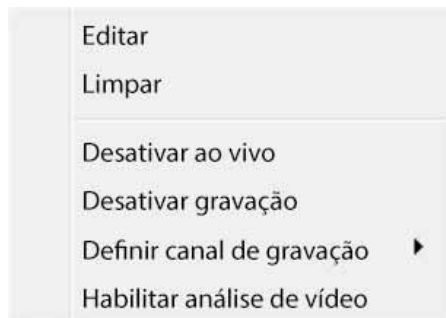 Editar
Limpar
Desativar ao vivo
Desativar gravação
Definir canal de gravação
Habilitar análise de vídeo